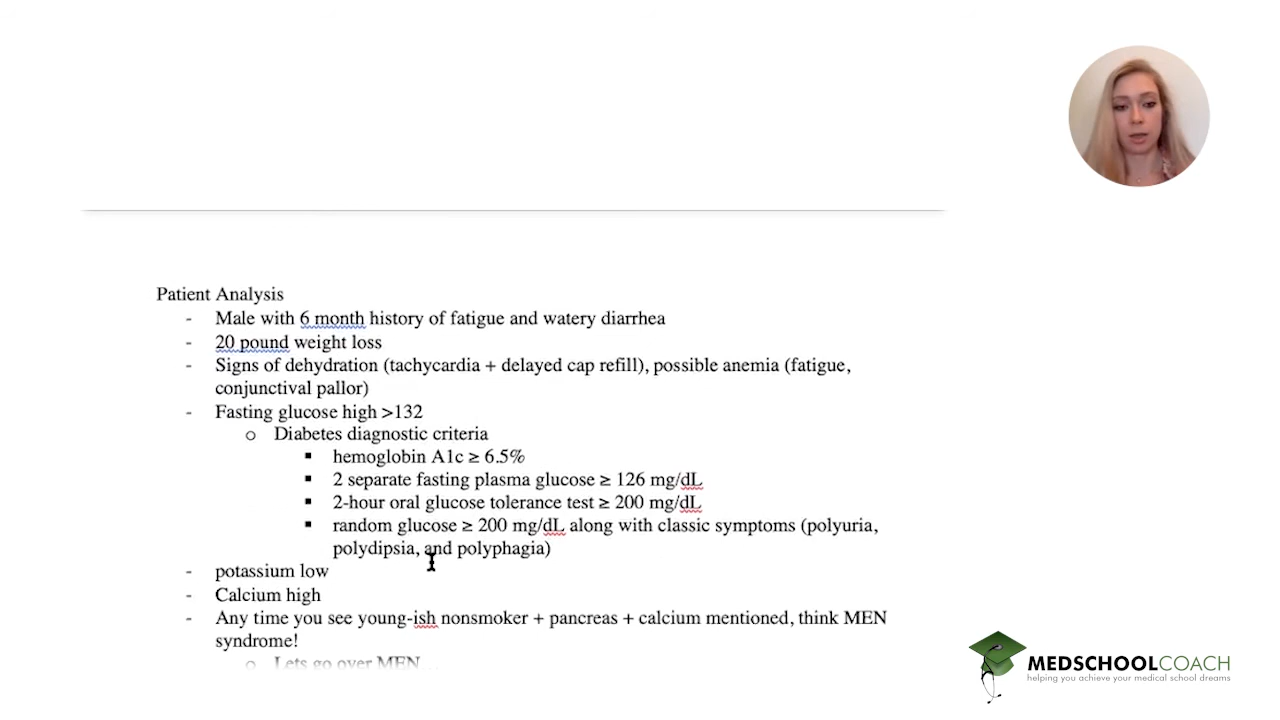 Patient Analysis
- Male with 6 month history of fatigue and watery diarrhea
- 20 pound weight loss
- Signs of dehydration (tachycardia + delayed cap refill), possible anemia (fatigue,
conjunctival pallor)
- Fasting glucose high >132
o Diabetes diagnostic criteria
▪ hemoglobin A1c ≥ 6.5%
▪ 2 separate fasting plasma glucose ≥ 126 mg/dL
▪ 2-hour oral glucose tolerance test ≥ 200 mg/dL
▪ random glucose ≥ 200 mg/dL along with classic symptoms (polyuria,
polydipsia, and polyphagia)
- potassium low
- Calcium high
- Any time you see young-ish nonsmoker + pancreas + calcium mentioned, think MEN
syndrome!
o Lets go over MEN...
MEDSCHOOLCOACH
helping you achieve your medical school dreams